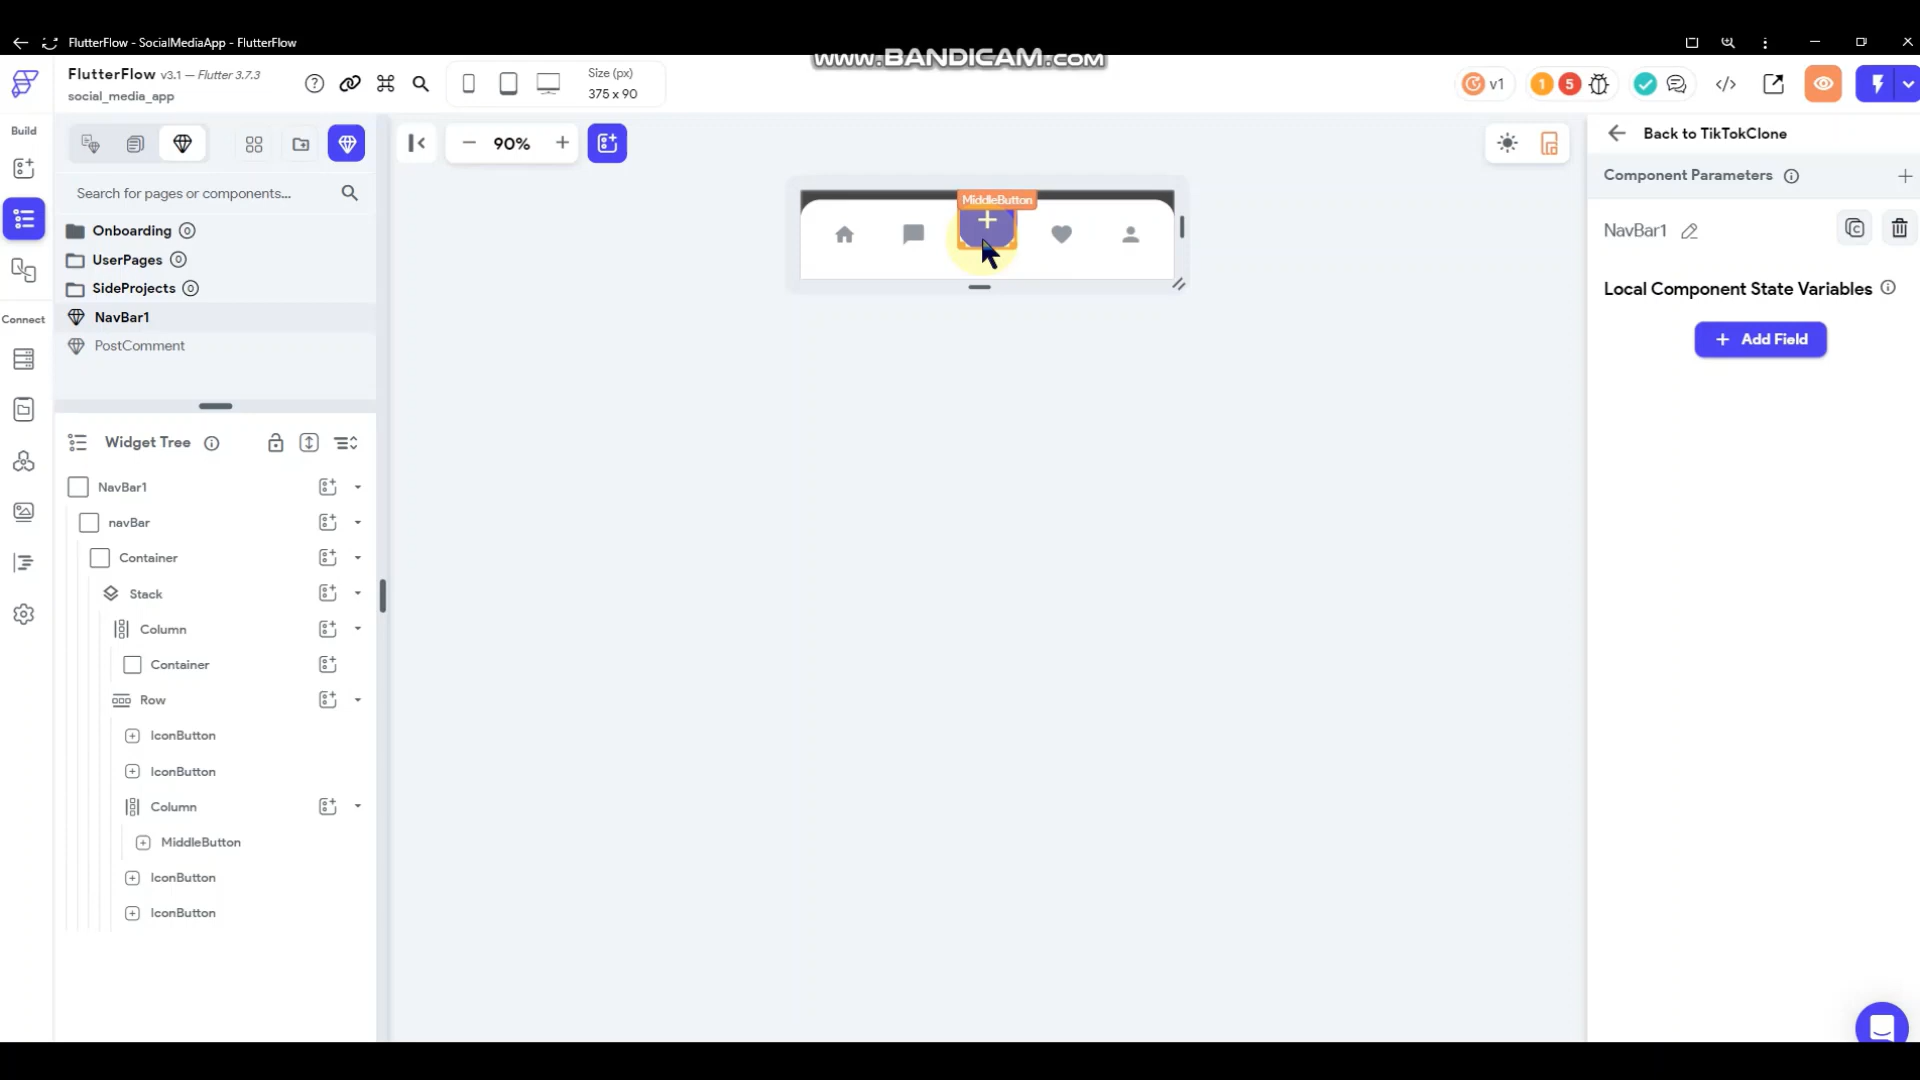 FlutterFlow - SocialMediaApp - FlutterFlow
www.BANDICAM.com
FlutterFlow v3.1 — Flutter 3.7.3
social_media_app
Size (px)
375 x 90
v1
1
5
Build
90%
Back to TikTokClone
Component Parameters
Search for pages or components...
MiddleButton
Onboarding 0
UserPages 0
SideProjects 0
NavBar1
PostComment
NavBar1
Local Component State Variables
Add Field
Connect
Widget Tree
NavBar1
navBar
Container
Stack
Column
Container
Row
IconButton
IconButton
Column
MiddleButton
IconButton
IconButton